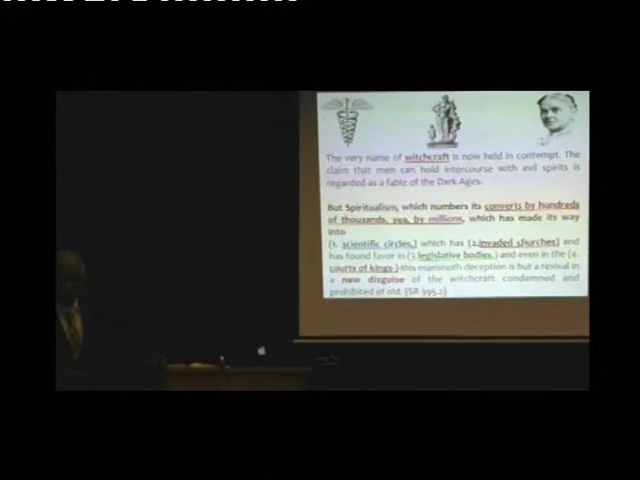 The very name of witchcraft is now held in contempt. The
claim that men can hold intercourse with evil spirits is
regarded as a fable of the Dark Ages.
But Spiritualism, which numbers its converts by hundreds
of thousands, yea, by millions, which has made its way
into
(1. scientific circles,) which has (2.invaded churches) and
has found favor in (3.legislative bodies,) and even in the (4.
courts of kings-) this mammoth deception is but a revival in
a new disguise of the witchcraft condemned and
prohibited of old. {SR 395.2}